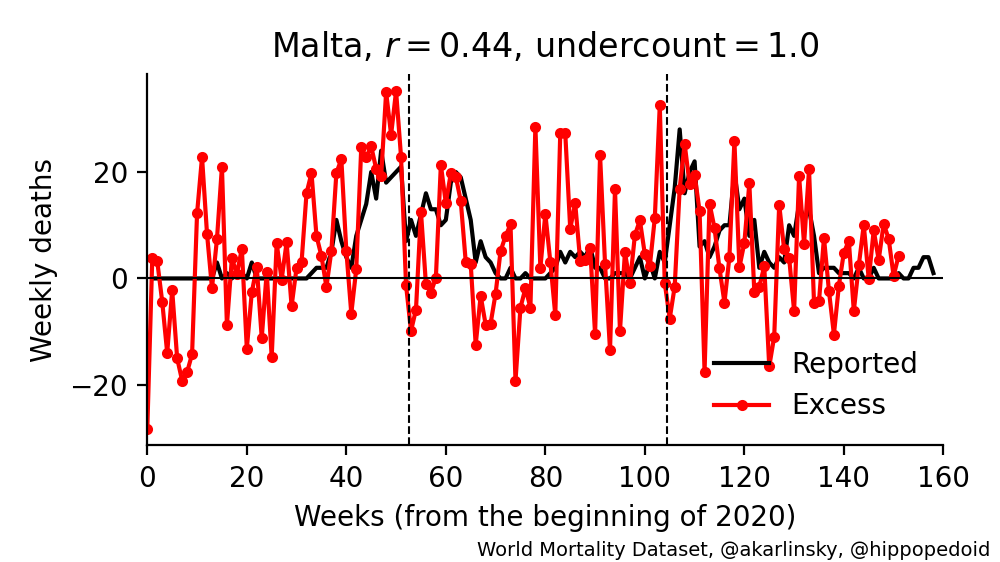 Malta, r = 0.44, undercount = 1.0
Weekly deaths
20
0
−20
Reported
Excess
0 20 40 60 80 100 120 140 160
Weeks (from the beginning of 2020)
World Mortality Dataset, @akarlinsky, @hippopedoid